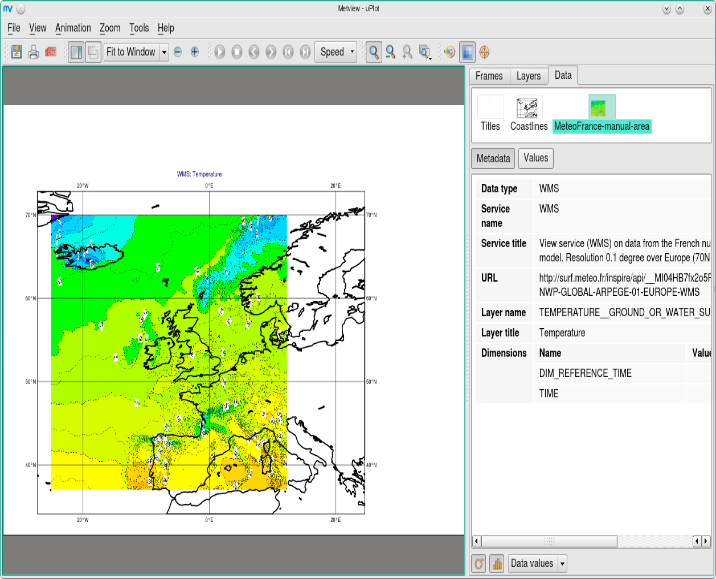 Metview - uPlot
File View Animation Zoom Tools Help
Fit to Window
Speed
Frames Layers Data
Titles Coastlines MeteoFrance-manual-area
Metadata Values
WMS: Temperature
20°W 0°E 20°E
70°N 70°N
60°N 60°N
50°N 50°N
40°N 40°N
20°W 0°E 20°E
Data type WMS
Service name WMS
Service title View service (WMS) on data from the French nu
model. Resolution 0.1 degree over Europe (70N
URL http://surf.meteo.fr/inspire/api/__MI04HB7fx2o5F
NWP-GLOBAL-ARPEGE-01-EUROPE-WMS
Layer name TEMPERATURE__GROUND_OR_WATER_SU
Layer title Temperature
Dimensions Name Value
DIM_REFERENCE_TIME
TIME
Data values